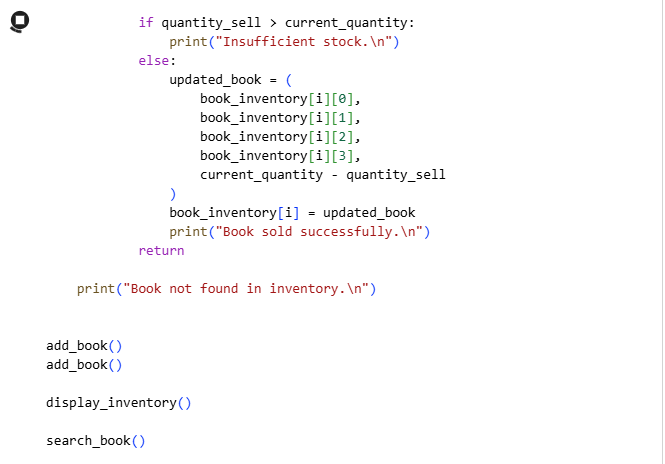 if quantity_sell > current_quantity:
print("Insufficient stock.\n")
else:
updated_book = (
book_inventory[i][0],
book_inventory[i][1],
book_inventory[i][2],
book_inventory[i][3],
current_quantity - quantity_sell
)
book_inventory[i] = updated_book
print("Book sold successfully.\n")
return
print("Book not found in inventory.\n")
add_book()
add_book()
display_inventory()
search_book()